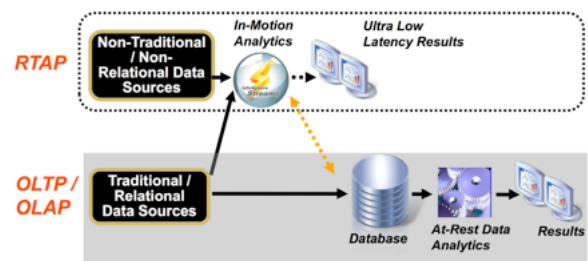 In-Motion
Analytics
Ultra Low
Latency Results
RTAP
Non-Traditional
/ Non-
Relational Data
Sources
Streams
OLTP /
OLAP
Traditional /
Relational
Data Sources
Database
At-Rest Data
Analytics
Results